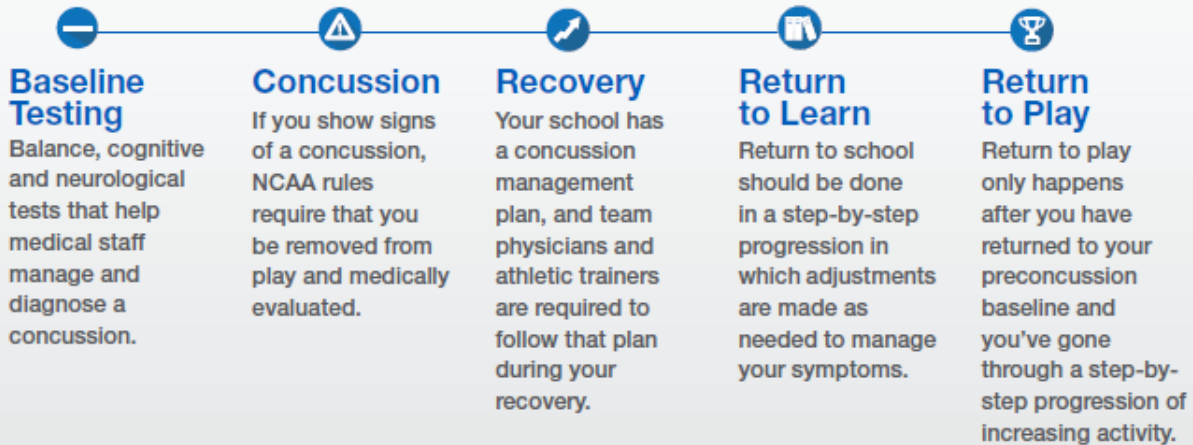 Baseline
Testing
Balance, cognitive
and neurological
tests that help
medical staff
manage and
diagnose a
concussion.
Concussion
If you show signs
of a concussion,
NCAA rules
require that you
be removed from
play and medically
evaluated.
Recovery
Your school has
a concussion
management
plan, and team
physicians and
athletic trainers
are required to
follow that plan
during your
recovery.
Return
to Learn
Return to school
should be done
in a step-by-step
progression in
which adjustments
are made as
needed to manage
your symptoms.
Return
to Play
Return to play
only happens
after you have
returned to your
preconcussion
baseline and
you've gone
through a step-by-
step progression of
increasing activity.